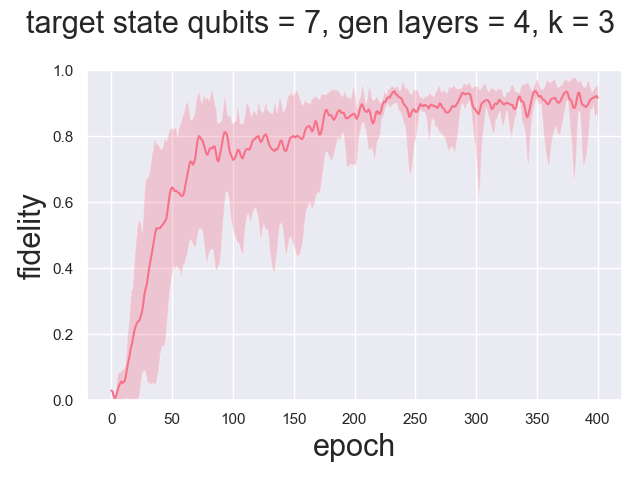 target state qubits = 7, gen layers = 4, k = 3
1.0
0.8
0.6
0.4
0.2
0.0
fidelity
0 50 100 150 200 250 300 350 400
epoch